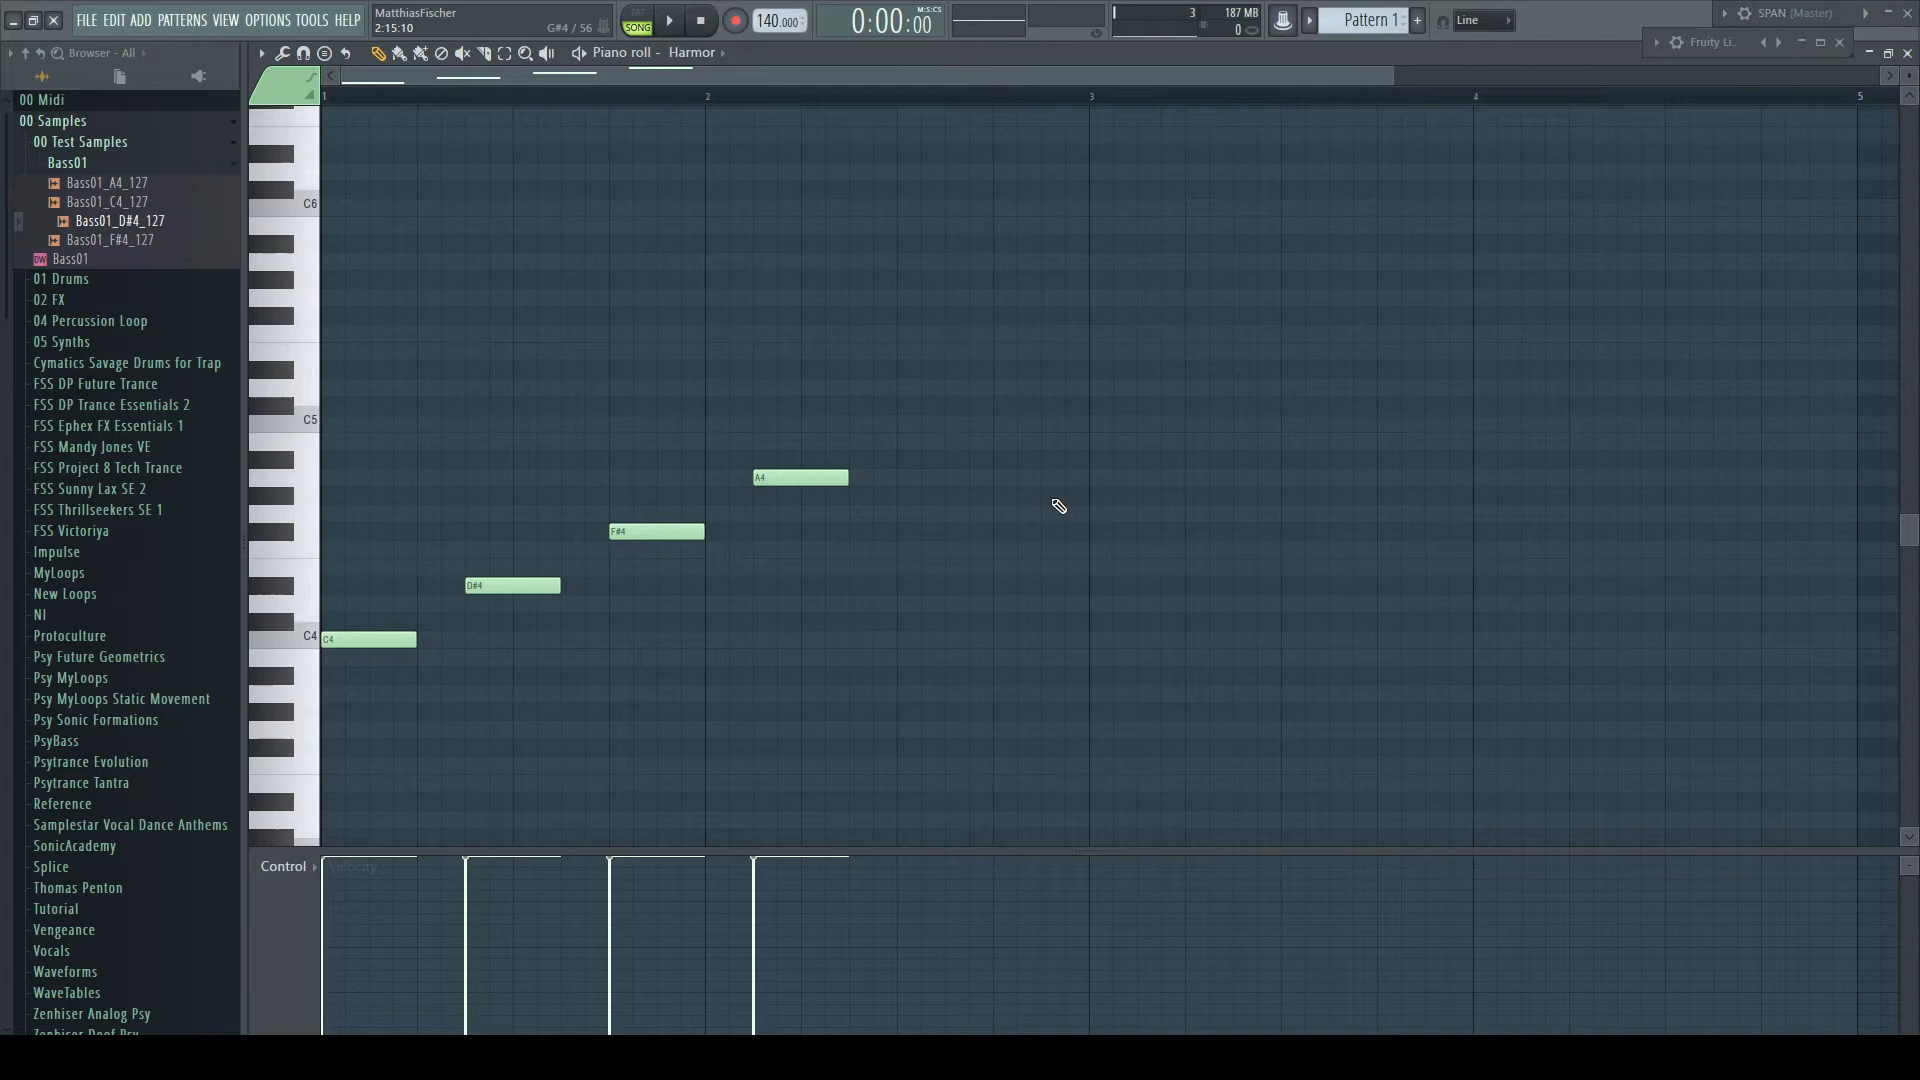 FILE EDIT ADD PATTERNS VIEW OPTIONS TOOLS HELP
MatthiasFischer
2:15:10
G#4 / 56
SONG
140.000
0:00:00
M:S:CS
3
187 MB
0
Pattern 1
Line
SPAN (Master)
Fruity Li..
Browser - All
Piano roll - Harmor
00 Midi
00 Samples
00 Test Samples
Bass01
Bass01_A4_127
Bass01_C4_127
Bass01_D#4_127
Bass01_F#4_127
DW
Bass01
01 Drums
02 FX
04 Percussion Loop
05 Synths
Cymatics Savage Drums for Trap
FSS DP Future Trance
FSS DP Trance Essentials 2
FSS Ephex FX Essentials 1
FSS Mandy Jones VE
FSS Project 8 Tech Trance
FSS Sunny Lax SE 2
FSS Thrillseekers SE 1
FSS Victoriya
Impulse
MyLoops
New Loops
NI
Protoculture
Psy Future Geometrics
Psy MyLoops
Psy MyLoops Static Movement
Psy Sonic Formations
PsyBass
Psytrance Evolution
Psytrance Tantra
Reference
Samplestar Vocal Dance Anthems
SonicAcademy
Splice
Thomas Penton
Tutorial
Vengeance
Vocals
Waveforms
WaveTables
Zenhiser Analog Psy
1
2
3
4
5
C6
C5
C4
A4
F#4
D#4
C4
Control
Velocity